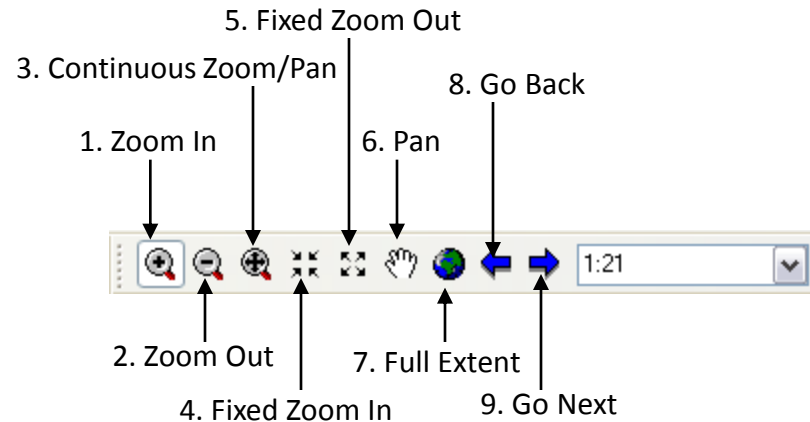 5. Fixed Zoom Out
3. Continuous Zoom/Pan
8. Go Back
1. Zoom In
6. Pan
1:21
2. Zoom Out
7. Full Extent
4. Fixed Zoom In
9. Go Next